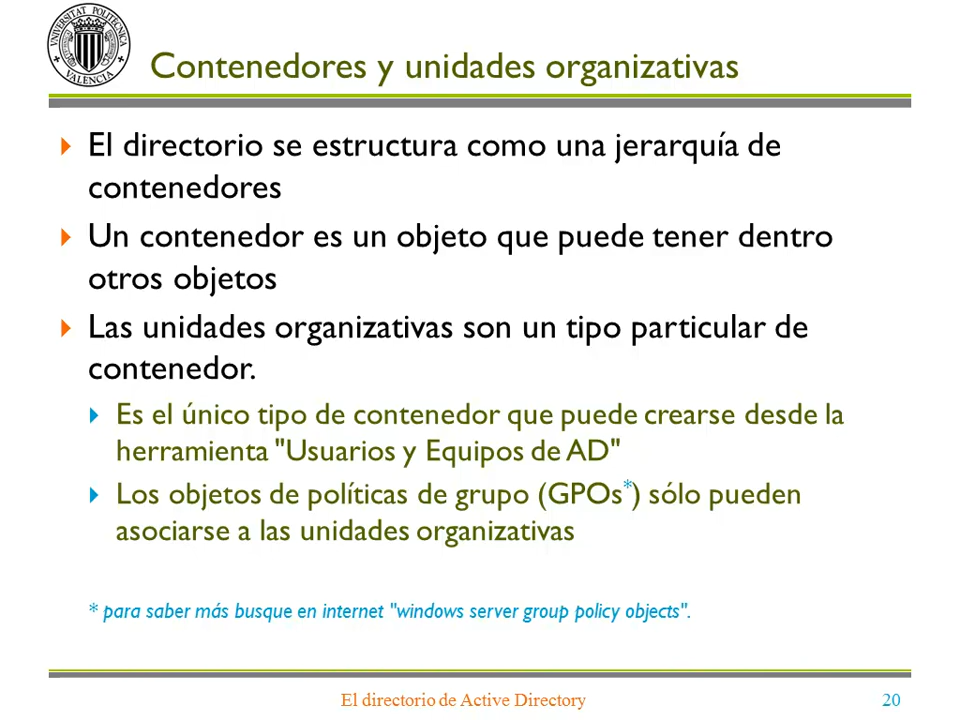 UNIVERSITAT POLITECNICA
VALENCIA
Contenedores y unidades organizativas
El directorio se estructura como una jerarquía de
contenedores
Un contenedor es un objeto que puede tener dentro
otros objetos
Las unidades organizativas son un tipo particular de
contenedor.
Es el único tipo de contenedor que puede crearse desde la
herramienta "Usuarios y Equipos de AD"
Los objetos de políticas de grupo (GPOs*) sólo pueden
asociarse a las unidades organizativas
* para saber más busque en internet "windows server group policy objects".
El directorio de Active Directory
20